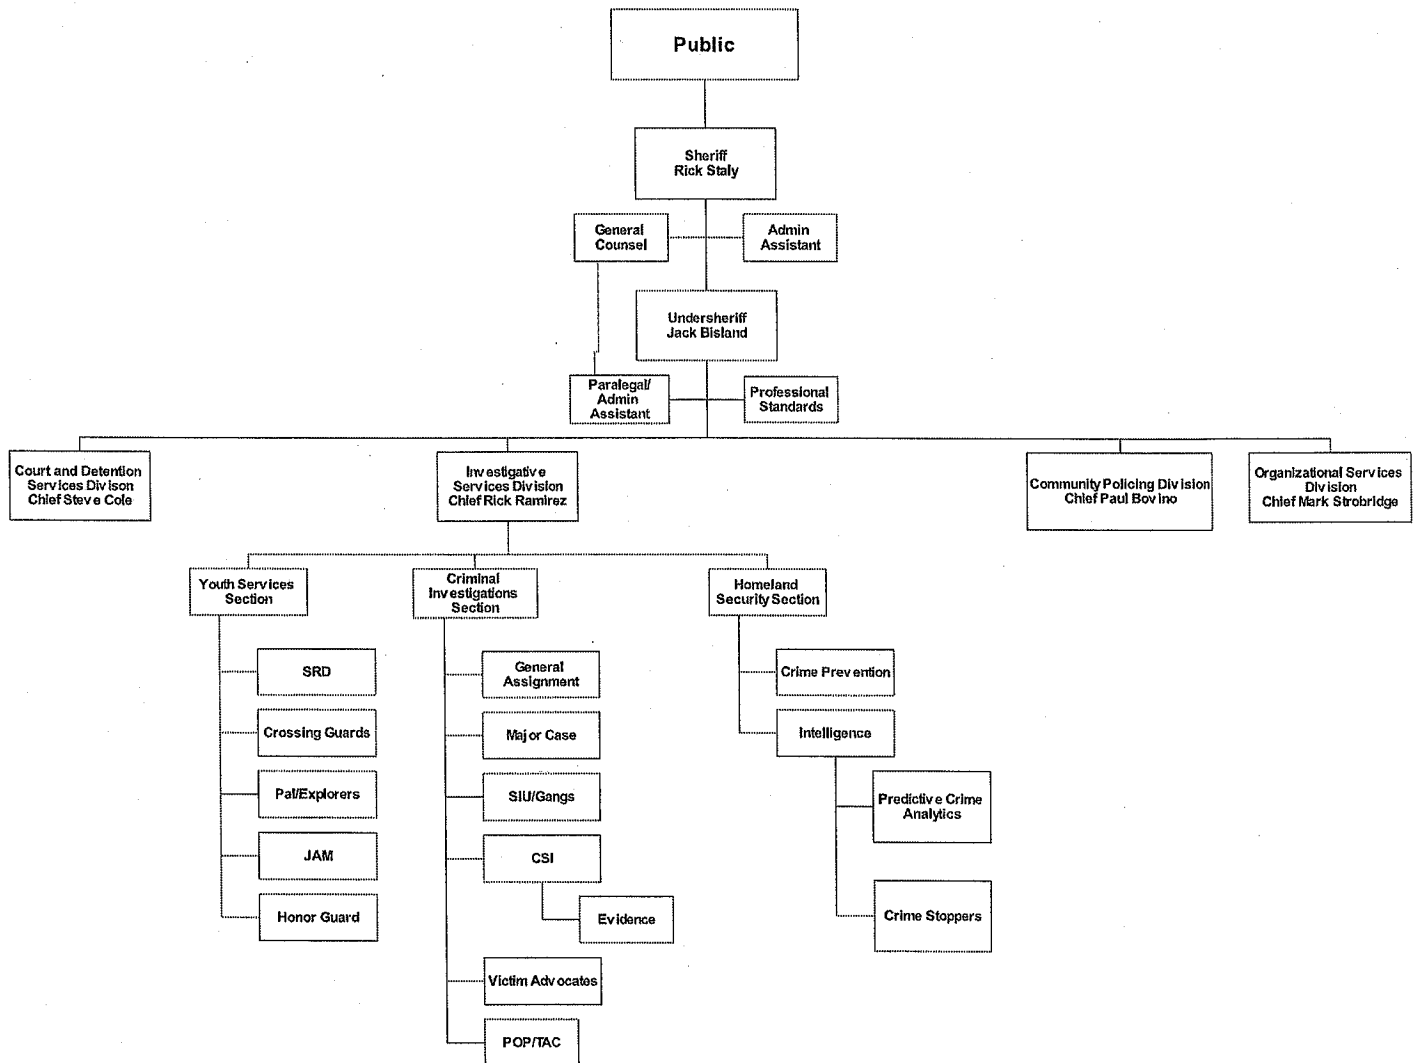 Public
Sheriff
Rick Staly
General
Counsel
Admin
Assistant
Undersheriff
Jack Bisland
Paralegal/
Admin
Assistant
Professional
Standards
Court and Detention
Services Divison
Chief Steve Cole
Investigative
Services Division
Chief Rick Ramirez
Community Policing Division
Chief Paul Bovino
Organizational Services
Division
Chief Mark Strobridge
Youth Services
Section
Criminal
Investigations
Section
Homeland
Security Section
SRD
Crossing Guards
Pal/Explorers
JAM
Honor Guard
General
Assignment
Major Case
SIU/Gangs
CSI
Evidence
Victim Advocates
POP/TAC
Crime Prevention
Intelligence
Predictive Crime
Analytics
Crime Stoppers